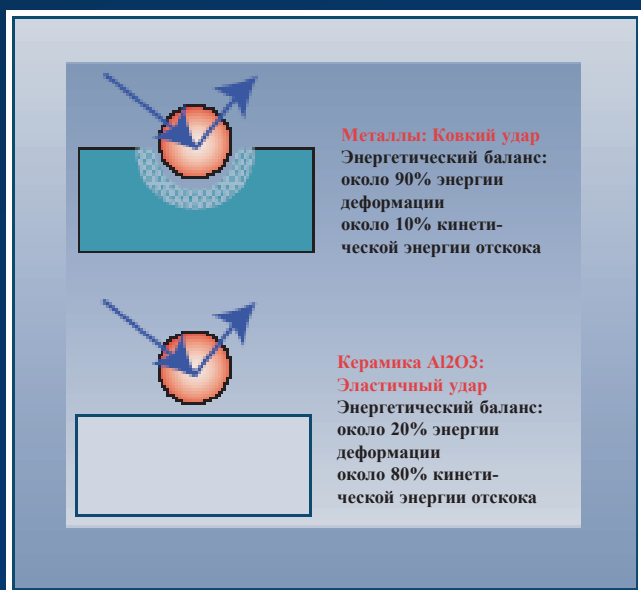 Металлы: Ковкий удар
Энергетический баланс:
около 90% энергии
деформации
около 10% кинети-
ческой энергии отскока
Керамика Al2O3:
Эластичный удар
Энергетический баланс:
около 20% энергии
деформации
около 80% кинети-
ческой энергии отскока